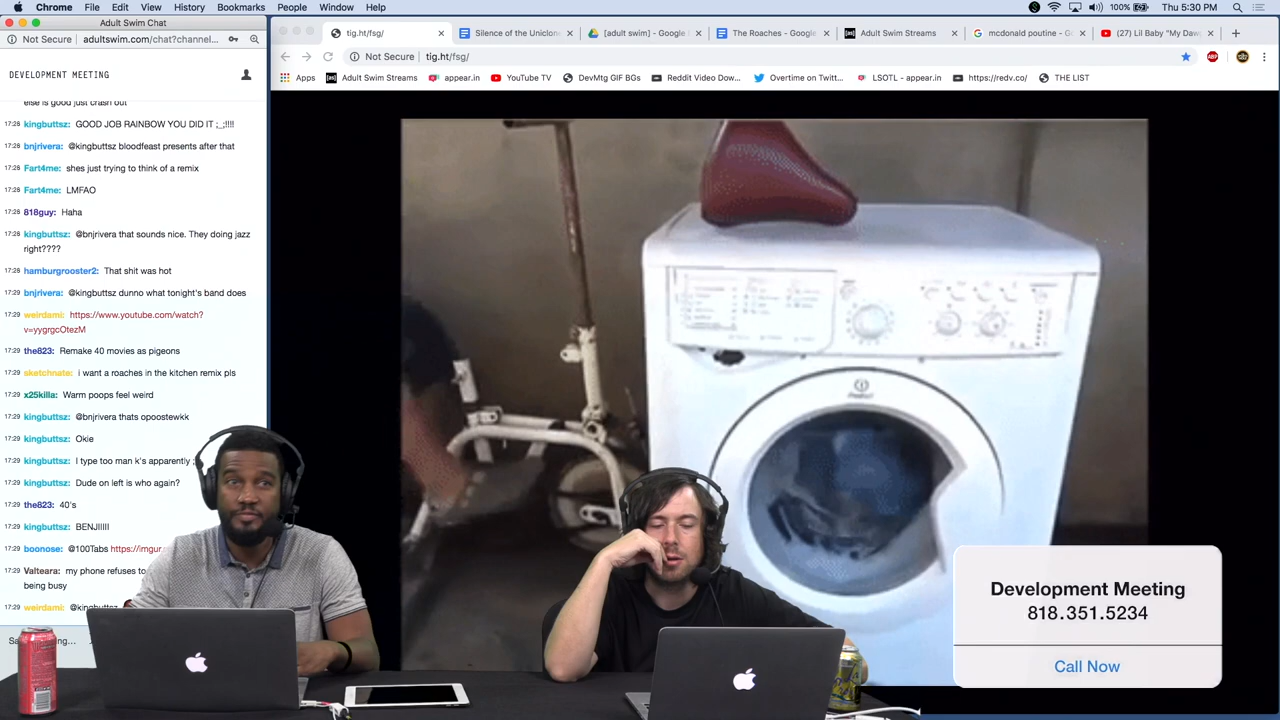 Chrome File Edit View History Bookmarks People Window Help
100% Thu 5:30 PM
Adult Swim Chat
Not Secure adultswim.com/chat?channel...
DEVELOPMENT MEETING
else is good just crash out
17:28 kingbuttsz: GOOD JOB RAINBOW YOU DID IT ;_;!!!!
17:28 bnjrivera: @kingbuttsz bloodfeast presents after that
17:28 Fart4me: shes just trying to think of a remix
17:28 Fart4me: LMFAO
17:28 818guy: Haha
17:28 kingbuttsz: @bnjrivera that sounds nice. They doing jazz
right????
17:28 hamburgrooster2: That shit was hot
17:29 bnjrivera: @kingbuttsz dunno what tonight's band does
17:29 weirdami: https://www.youtube.com/watch?
v=yygrgcOtezM
17:29 the823: Remake 40 movies as pigeons
17:29 sketchnate: i want a roaches in the kitchen remix pls
17:29 x25killa: Warm poops feel weird
17:29 kingbuttsz: @bnjrivera thats opoostewkk
17:29 kingbuttsz: Okie
17:29 kingbuttsz: I type too man k's apparently ;
17:29 kingbuttsz: Dude on left is who again?
17:29 the823: 40's
17:29 kingbuttsz: BENJIIIII
17:29 boonose: @100Tabs https://imgur.
17:29 Valteara: my phone refuses to
being busy
17:29 weirdami: @kingbuttsz
tig.ht/fsg/
Silence of the Uniclon
[adult swim] - Google
The Roaches - Google
Adult Swim Streams
mcdonald poutine - G
(27) Lil Baby "My Daw
Not Secure tig.ht/fsg/
Apps Adult Swim Streams appear.in YouTube TV DevMtg GIF BGs Reddit Video Dow... Overtime on Twitt... LSOTL - appear.in https://redv.co/ THE LIST
Development Meeting
818.351.5234
Call Now